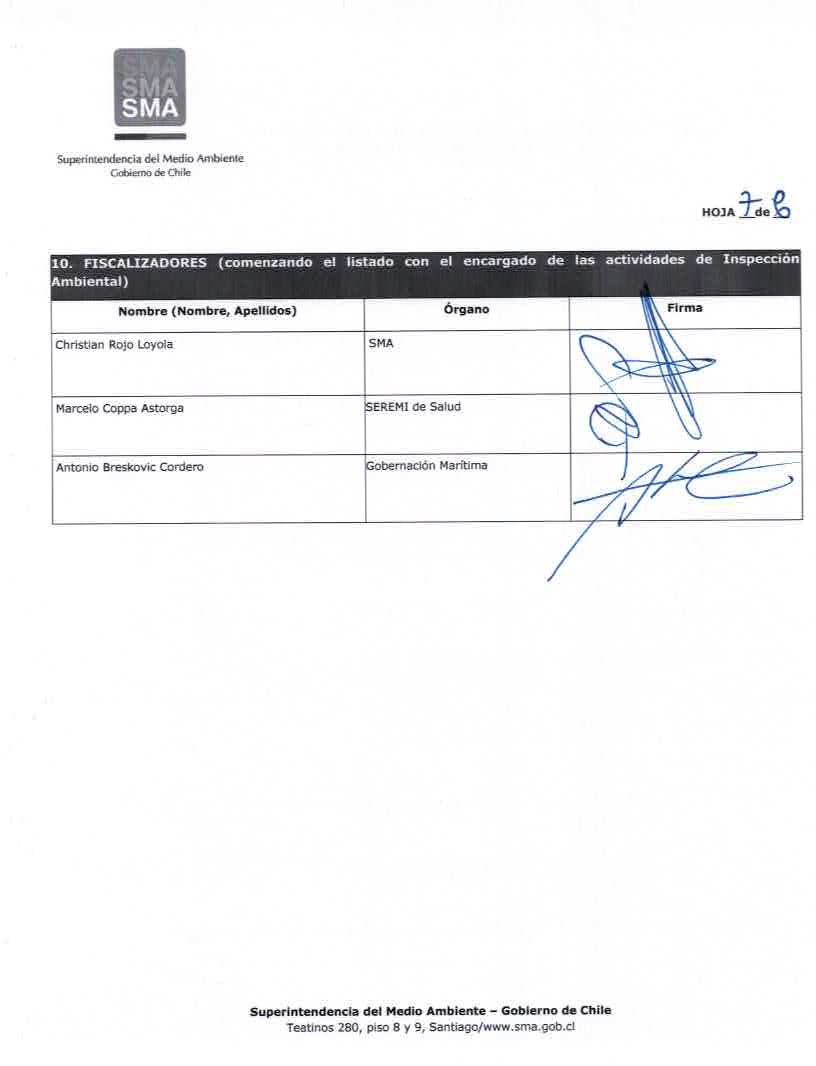 SMA
SMA
SMA
Superintendencia del Medio Ambiente
Gobierno de Chile
HOJA 7 de 8
10. FISCALIZADORES (comenzando el listado con el encargado de las actividades de Inspección
Ambiental)
Nombre (Nombre, Apellidos) Órgano Firma
Christian Rojo Loyola SMA
Marcelo Coppa Astorga SEREMI de Salud
Antonio Breskovic Cordero Gobernación Marítima
Superintendencia del Medio Ambiente – Gobierno de Chile
Teatinos 280, piso 8 y 9, Santiago/www.sma.gob.cl